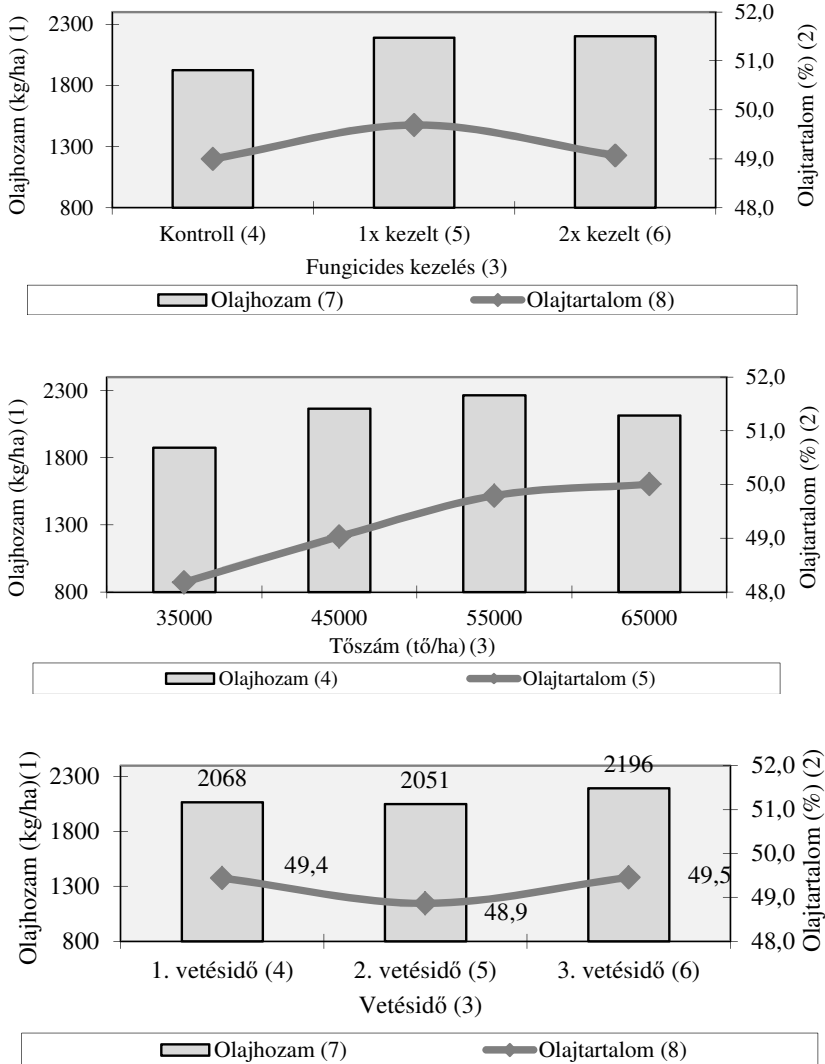 Olajhozam (kg/ha) (1)
2300
1800
1300
800
52,0
51,0
50,0
49,0
48,0
Olajtartalom (%) (2)
Kontroll (4) 1x kezelt (5) 2x kezelt (6)
Fungicides kezelés (3)
Olajhozam (7) Olajtartalom (8)
Olajhozam (kg/ha) (1)
2300
1800
1300
800
52,0
51,0
50,0
49,0
48,0
Olajtartalom (%) (2)
35000 45000 55000 65000
Tőszám (tő/ha) (3)
Olajhozam (4) Olajtartalom (5)
Olajhozam (kg/ha)(1)
2300
1800
1300
800
2068 2051 2196
49,4 48,9 49,5
52,0
51,0
50,0
49,0
48,0
Olajtartalom (%) (2)
1. vetésidő (4) 2. vetésidő (5) 3. vetésidő (6)
Vetésidő (3)
Olajhozam (7) Olajtartalom (8)